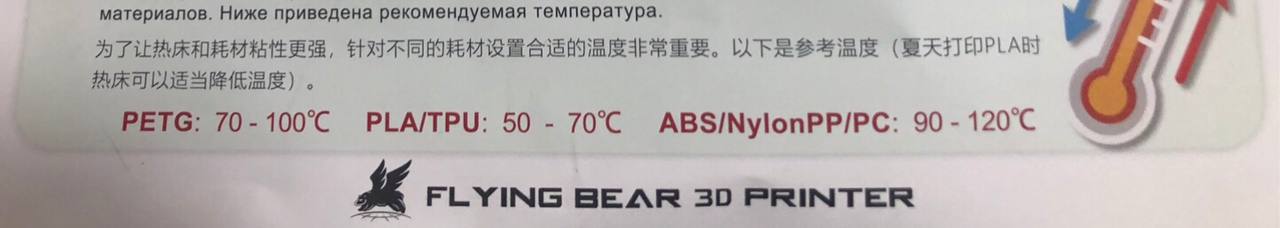 материалов. Ниже приведена рекомендуемая температура.
为了让热床和耗材粘性更强，针对不同的耗材设置合适的温度非常重要。以下是参考温度（夏天打印PLA时
热床可以适当降低温度）。
PETG: 70 - 100℃ PLA/TPU: 50 - 70℃ ABS/NylonPP/PC: 90 - 120℃
FLYING BEAR 3D PRINTER